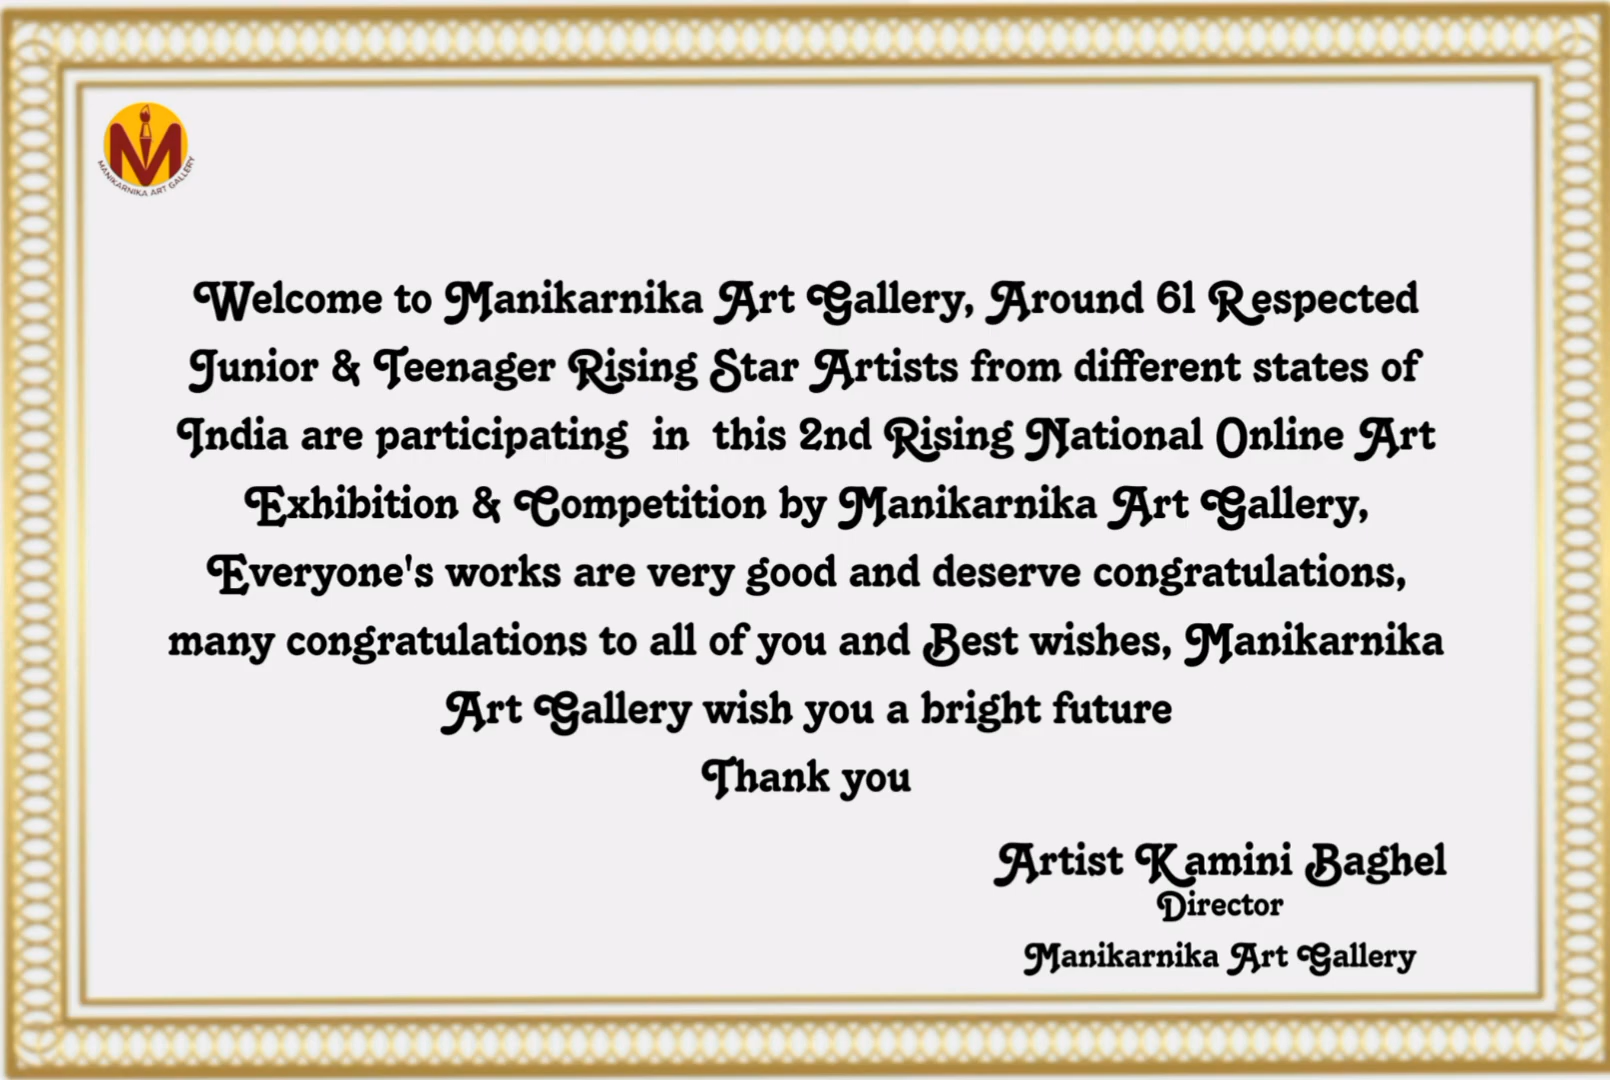 MANIKARNIKA ART GALLERY
Welcome to Manikarnika Art Gallery, Around 61 Respected
Junior & Teenager Rising Star Artists from different states of
India are participating in this 2nd Rising National Online Art
Exhibition & Competition by Manikarnika Art Gallery,
Everyone's works are very good and deserve congratulations,
many congratulations to all of you and Best wishes, Manikarnika
Art Gallery wish you a bright future
Thank you
Artist Kamini Baghel
Director
Manikarnika Art Gallery